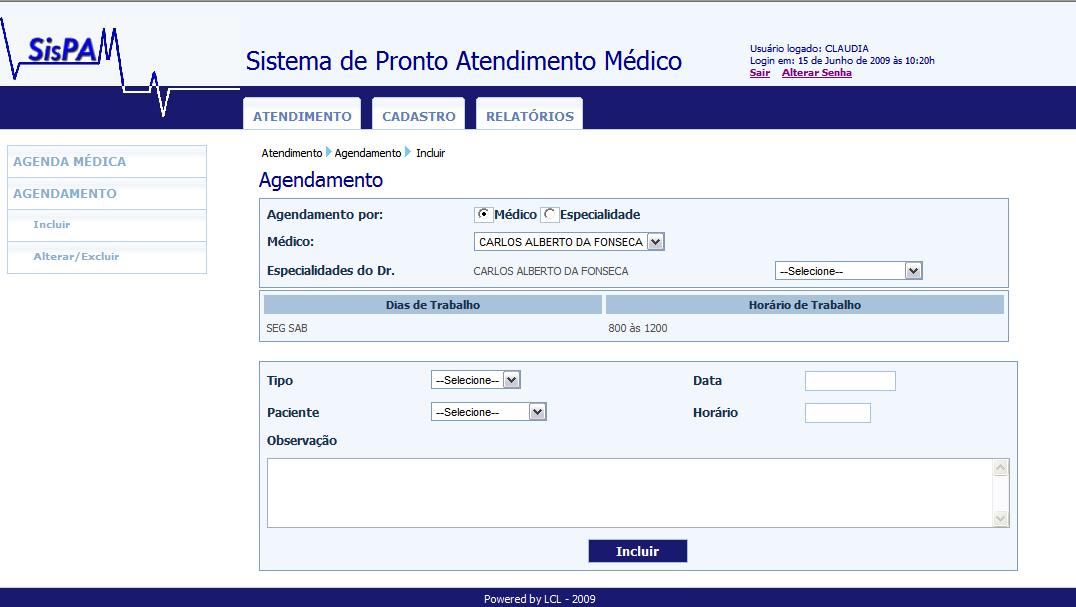 SisPA
Sistema de Pronto Atendimento Médico
Usuário logado: CLAUDIA
Login em: 15 de Junho de 2009 às 10:20h
Sair Alterar Senha
ATENDIMENTO CADASTRO RELATÓRIOS
AGENDA MÉDICA
AGENDAMENTO
Incluir
Alterar/Excluir
Atendimento Agendamento Incluir
Agendamento
Agendamento por: Médico Especialidade
Médico: CARLOS ALBERTO DA FONSECA
Especialidades do Dr. CARLOS ALBERTO DA FONSECA --Selecione--
Dias de Trabalho Horário de Trabalho
SEG SAB 800 às 1200
Tipo --Selecione-- Data
Paciente --Selecione-- Horário
Observação
Incluir
Powered by LCL - 2009